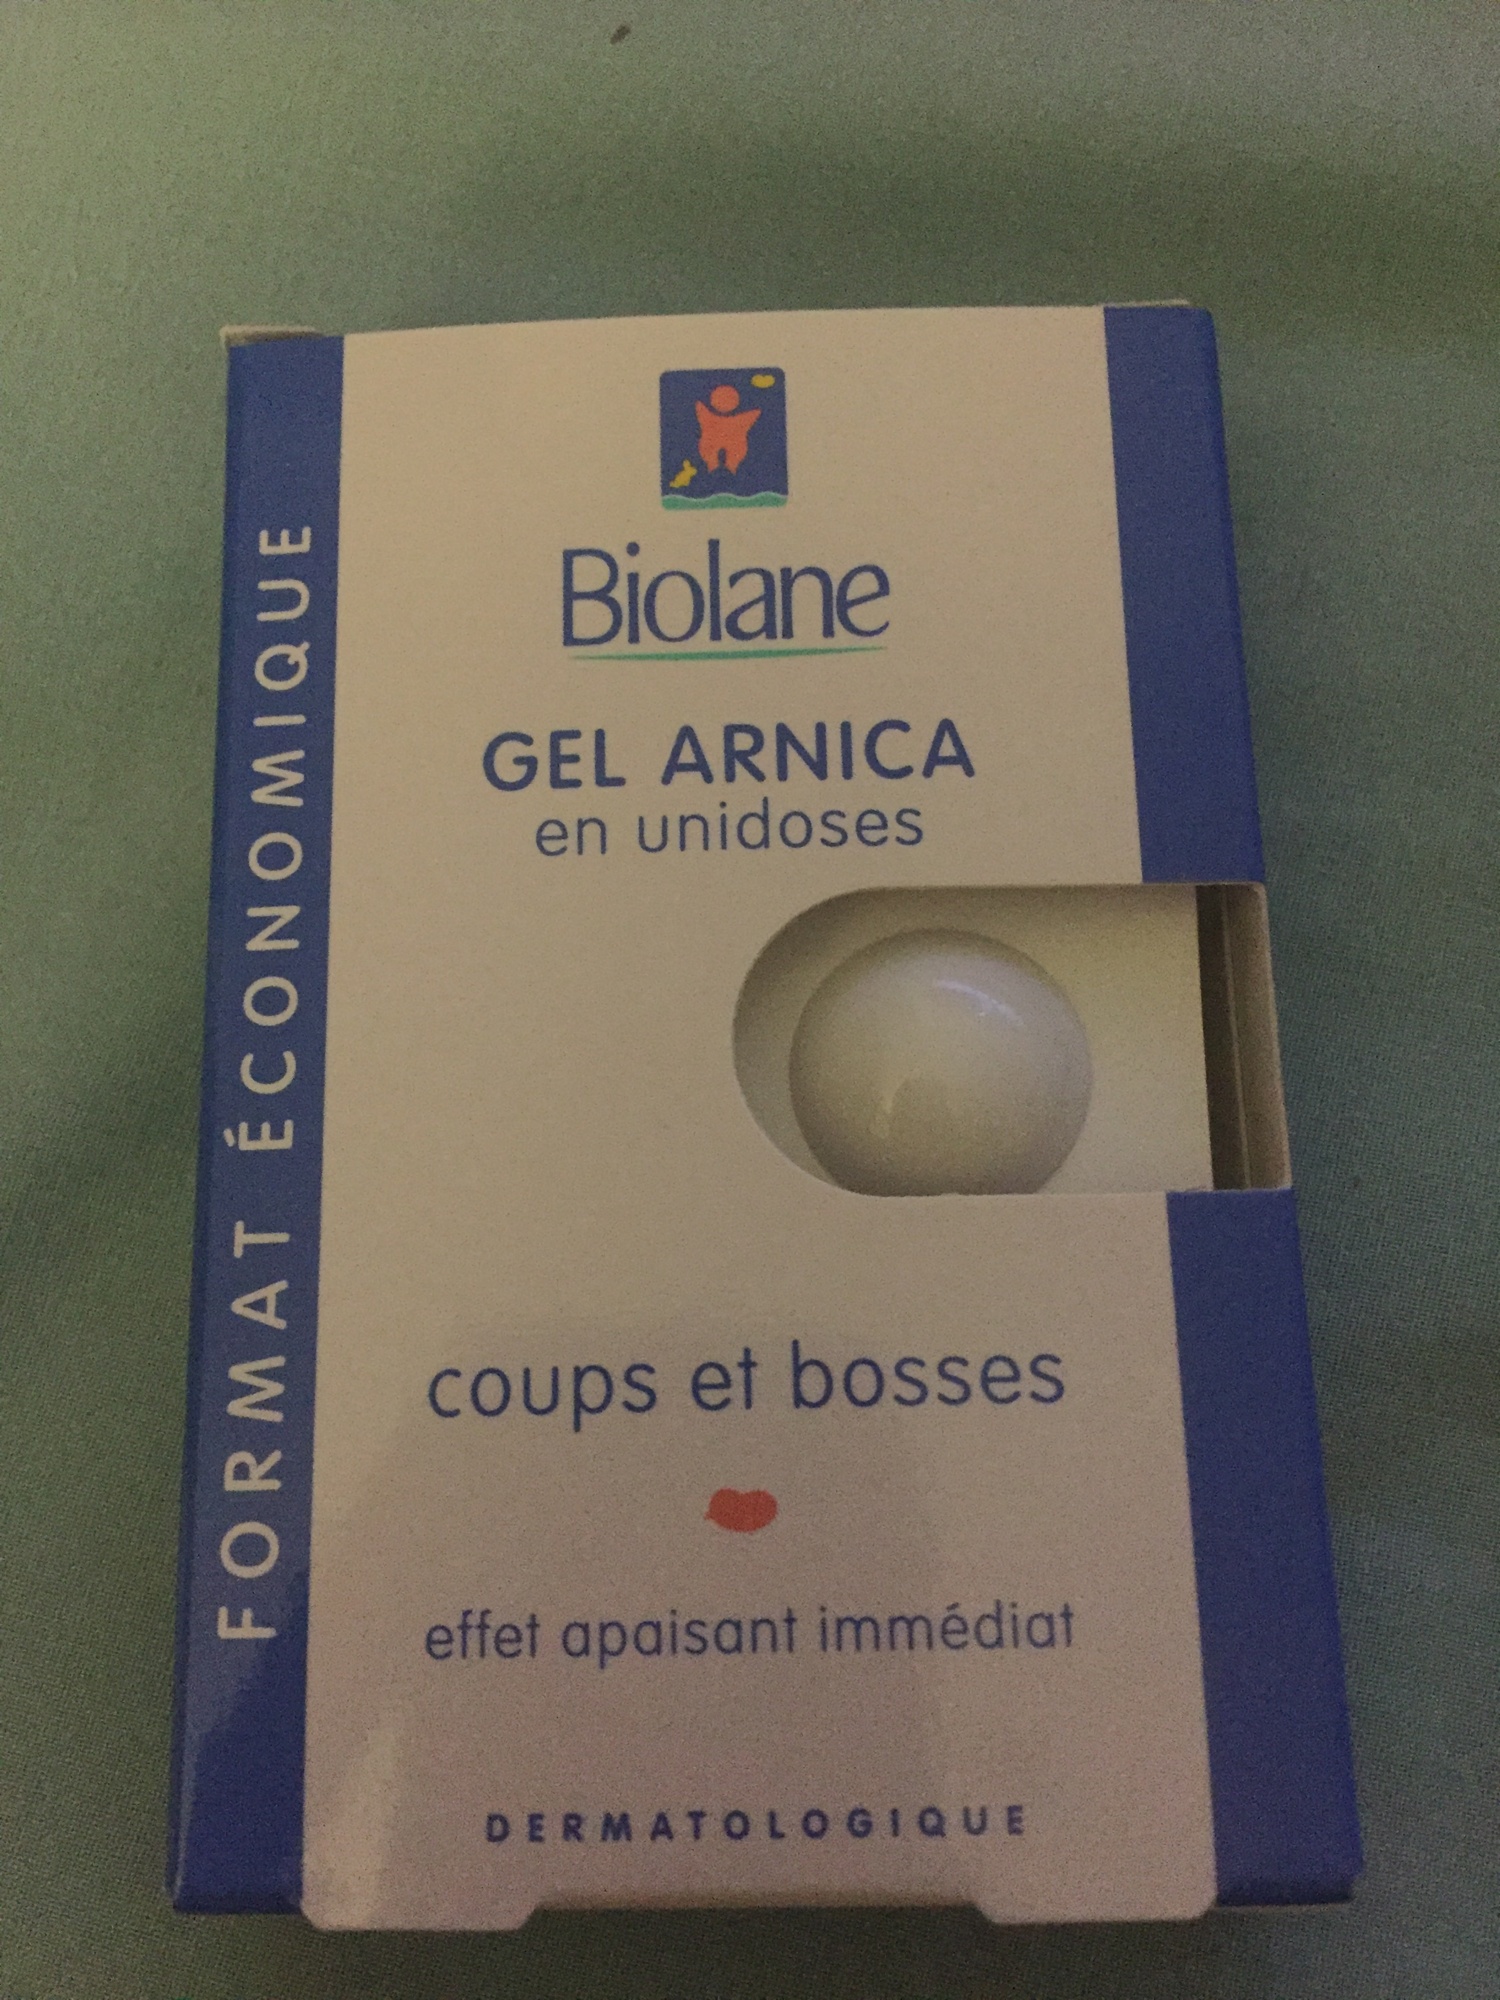 Biolane
GEL ARNICA
en unidoses
coups et bosses
effet apaisant immédiat
DERMATOLOGIQUE
FORMAT ÉCONOMIQUE